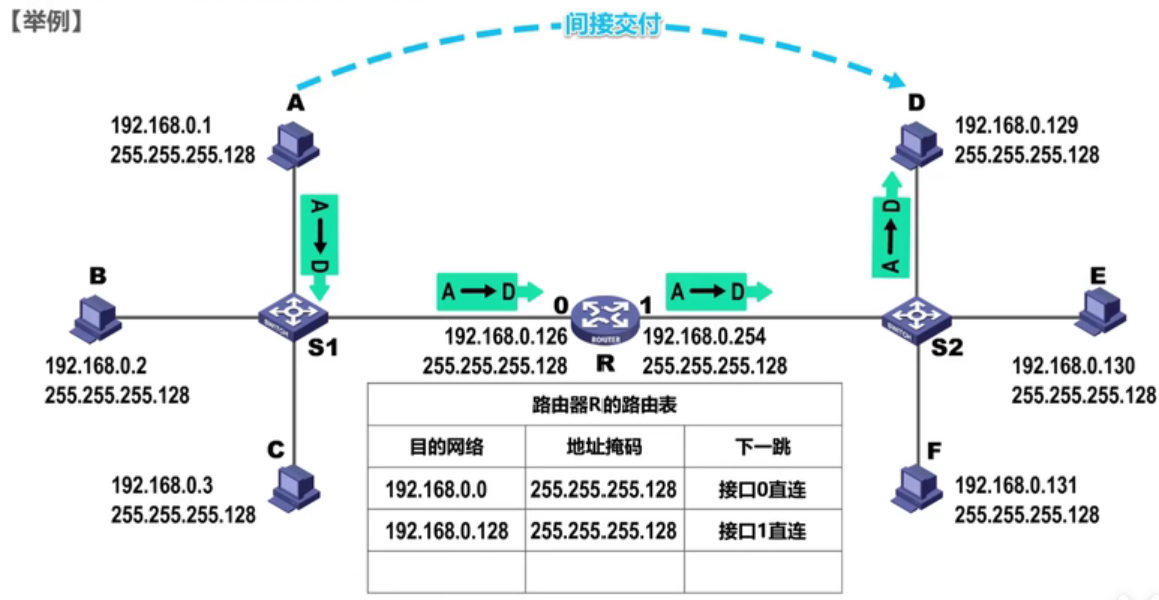 【举例】
间接交付
A
192.168.0.1
255.255.255.128
D
192.168.0.129
255.255.255.128
A→D
A→D
B
192.168.0.2
255.255.255.128
SWITCH
S1
A→D
0
192.168.0.126
255.255.255.128
ROUTER
R
1
A→D
192.168.0.254
255.255.255.128
SWITCH
S2
E
192.168.0.130
255.255.255.128
C
192.168.0.3
255.255.255.128
F
192.168.0.131
255.255.255.128
路由器R的路由表
目的网络 地址掩码 下一跳
192.168.0.0 255.255.255.128 接口0直连
192.168.0.128 255.255.255.128 接口1直连